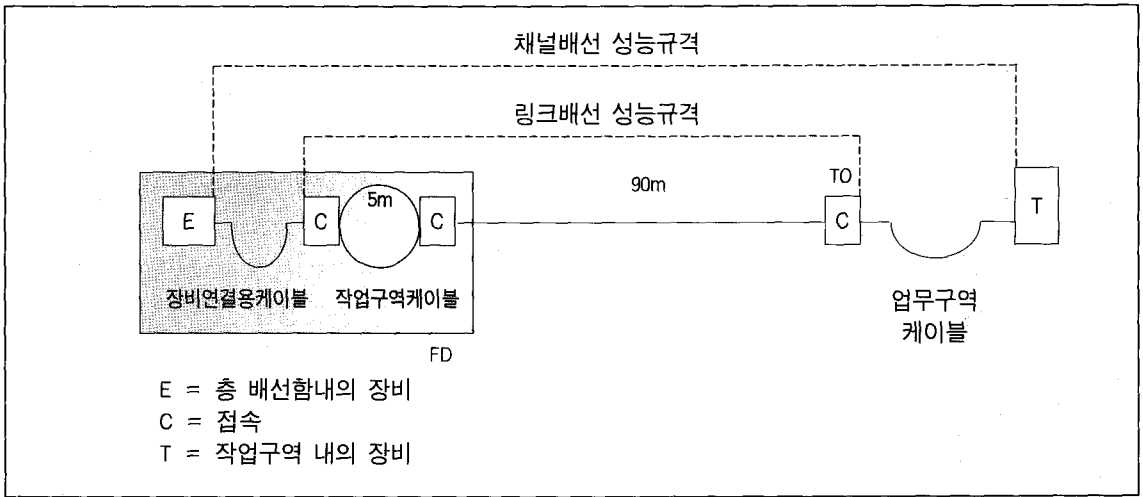 채널배선 성능규격
링크배선 성능규격
90m
TO
5m
E
C
C
C
T
장비연결용케이블
작업구역케이블
업무구역
케이블
FD
E = 층 배선함내의 장비
C = 접속
T = 작업구역 내의 장비